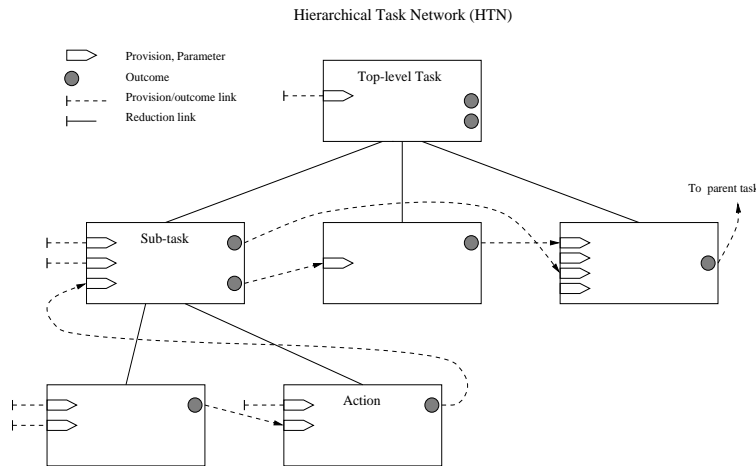 Hierarchical Task Network (HTN)
Provision, Parameter
Outcome
Provision/outcome link
Reduction link
Top-level Task
To parent task
Sub-task
Action